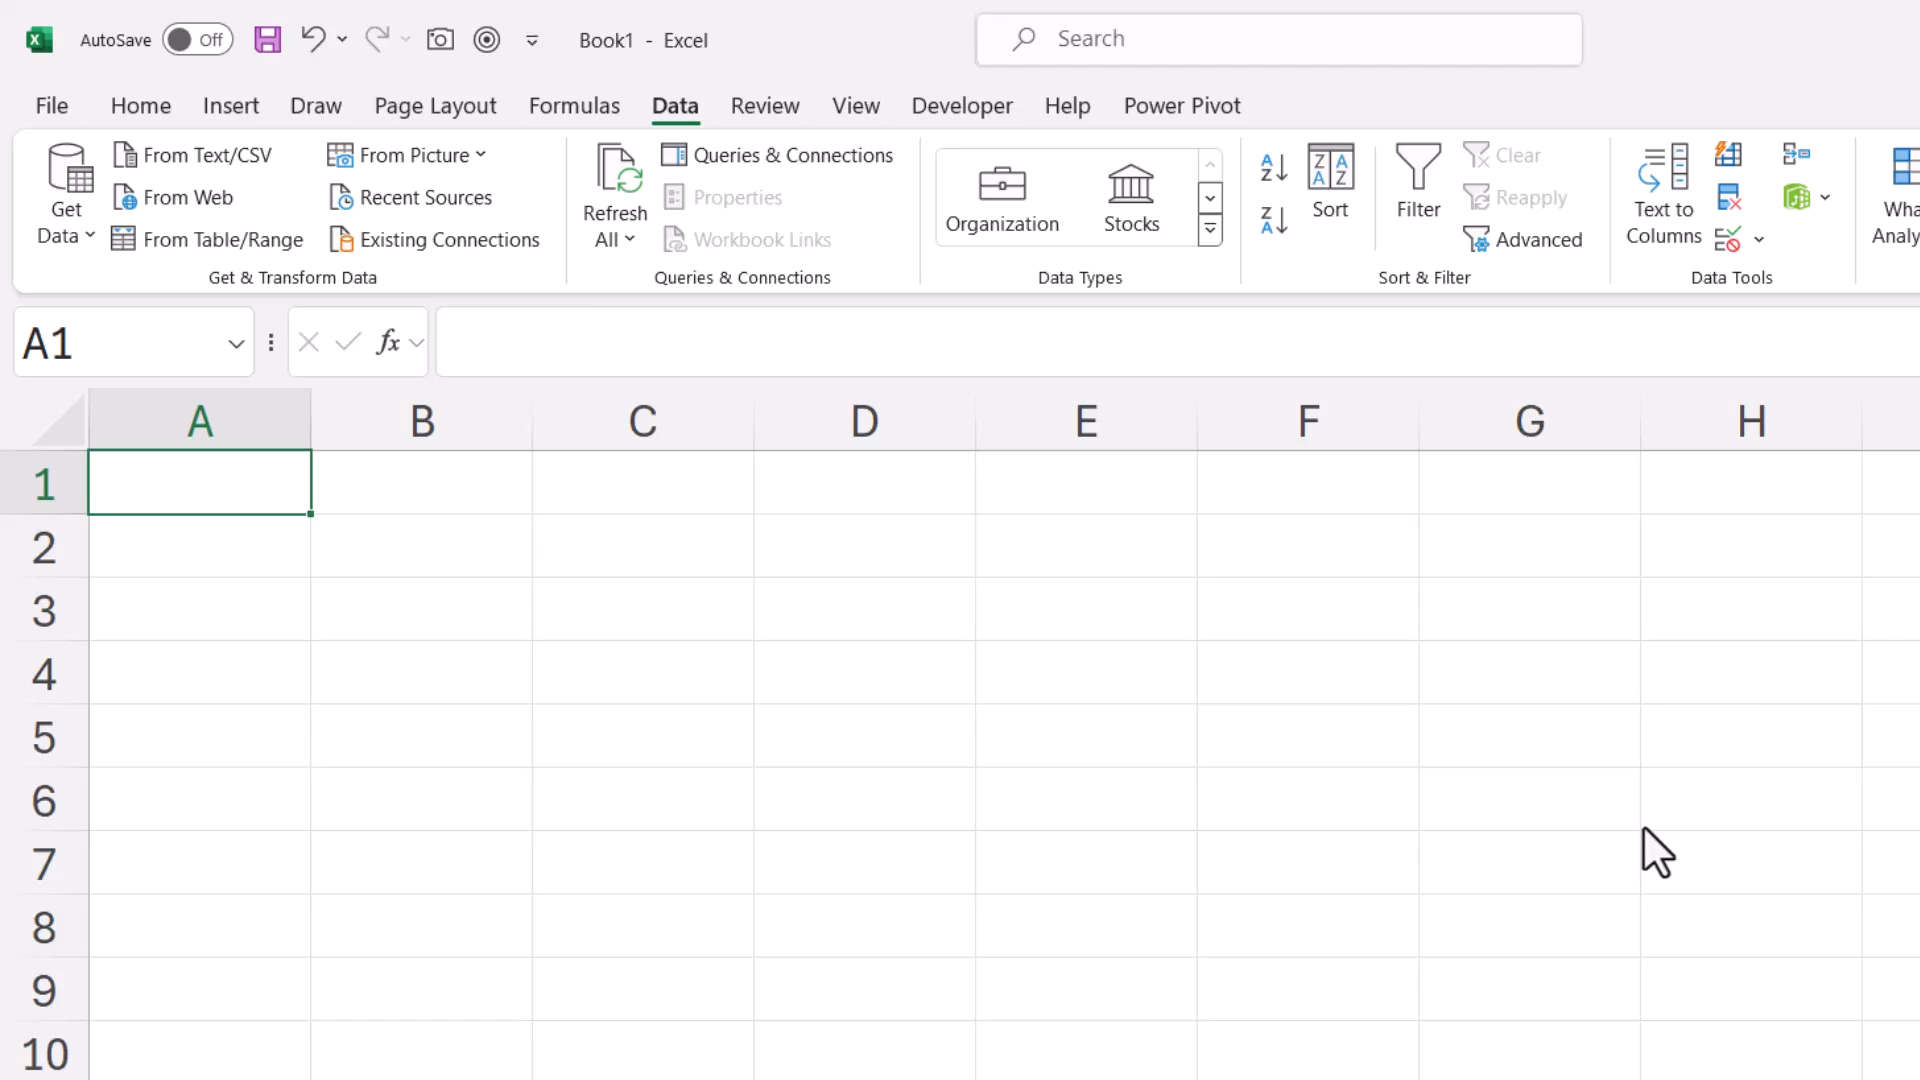 AutoSave Off Book1 - Excel Search
File Home Insert Draw Page Layout Formulas Data Review View Developer Help Power Pivot
Get Data
From Text/CSV
From Web
From Table/Range
From Picture
Recent Sources
Existing Connections
Get & Transform Data
Refresh All
Queries & Connections
Properties
Workbook Links
Queries & Connections
Organization
Stocks
Data Types
Sort
Filter
Clear
Reapply
Advanced
Sort & Filter
Text to
Columns
Data Tools
Wha
Analy
A1 fx
A B C D E F G H
1
2
3
4
5
6
7
8
9
10